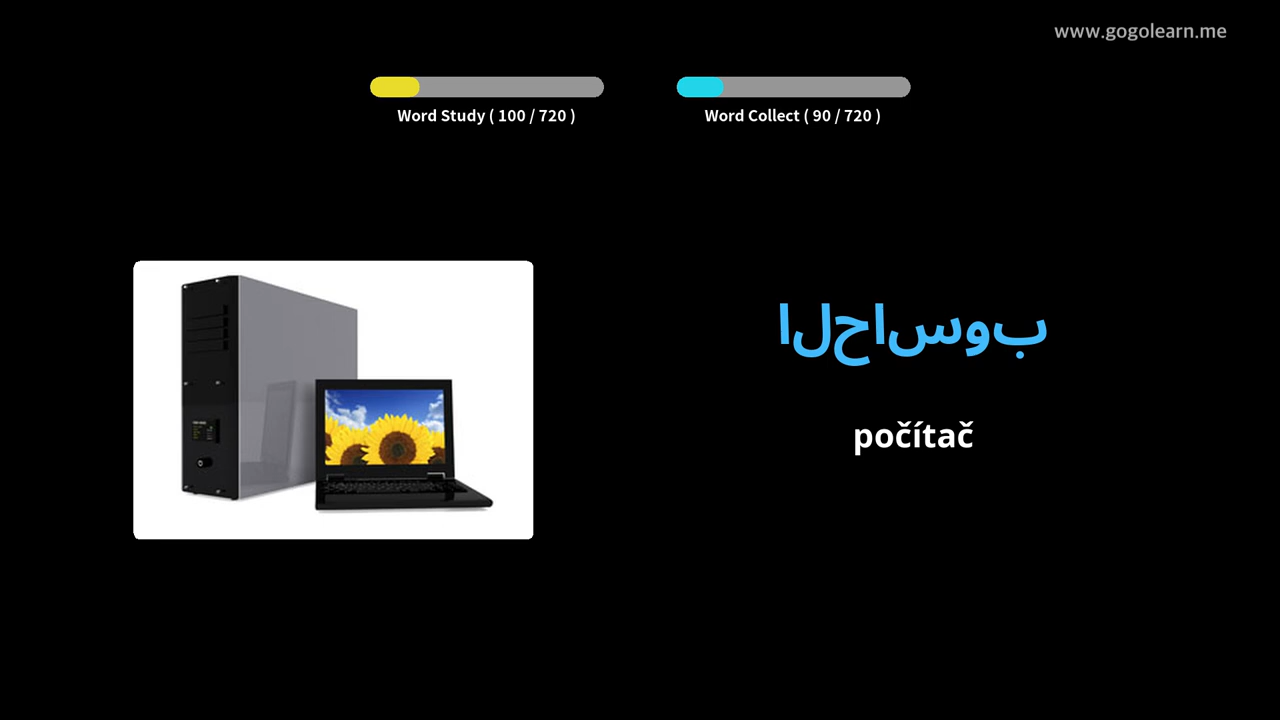 www.gogolearn.me
Word Study ( 100 / 720 )
Word Collect ( 90 / 720 )
الحاسوب
počítač